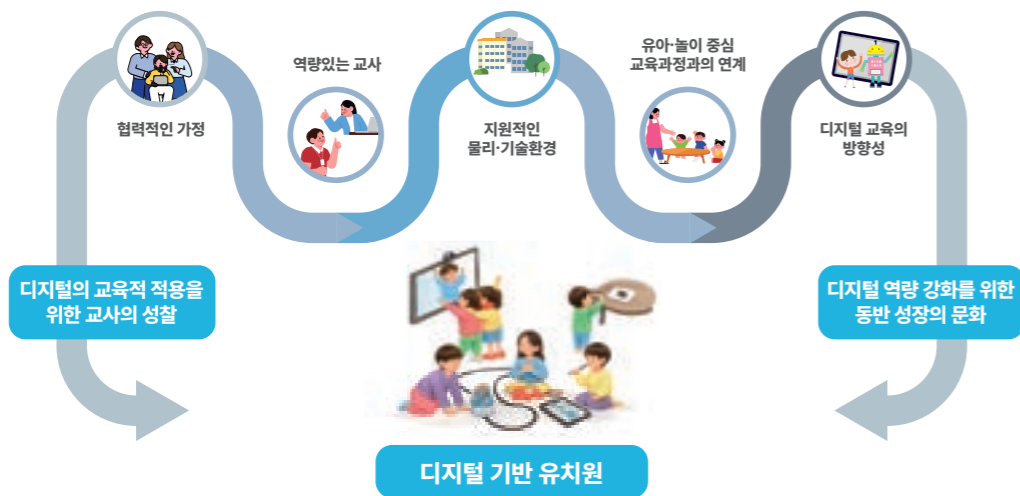 협력적인 가정
역량있는 교사
지원적인
물리·기술환경
유아·놀이 중심
교육과정과의 연계
디지털 교육의
방향성
디지털의 교육적 적용을
위한 교사의 성찰
디지털 역량 강화를 위한
동반 성장의 문화
디지털 기반 유치원